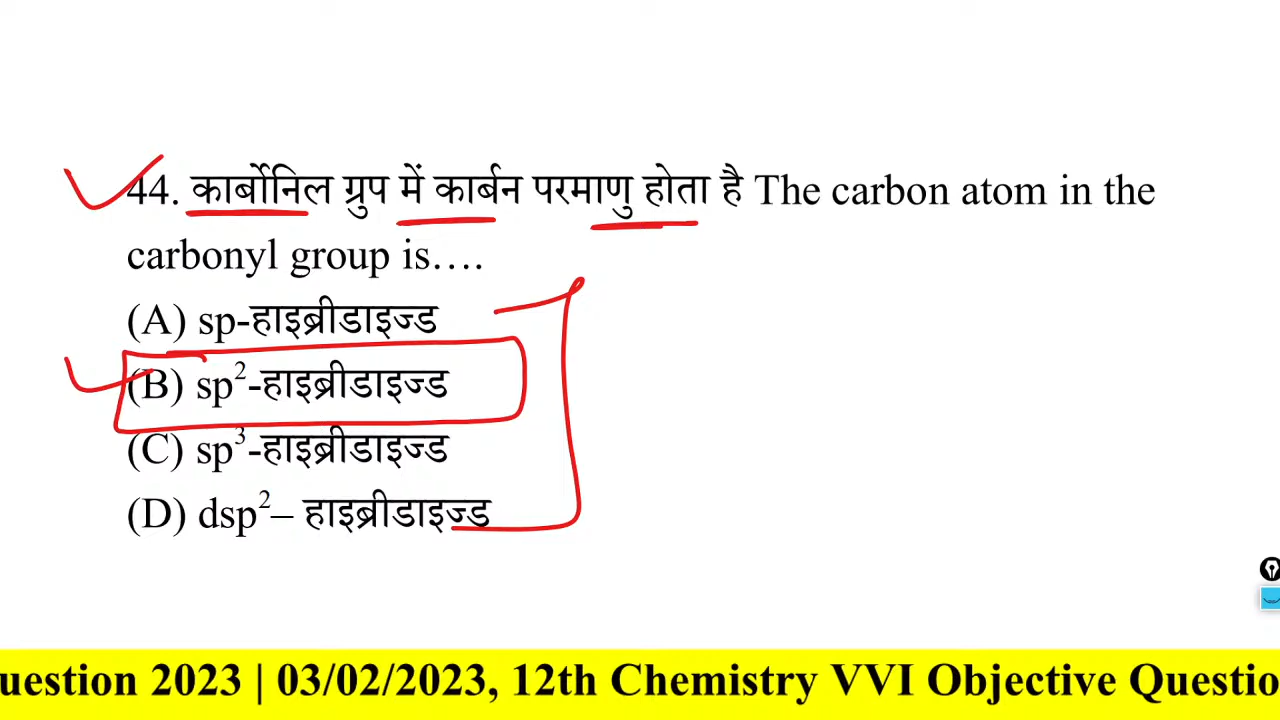 44. कार्बोनिल ग्रुप में कार्बन परमाणु होता है The carbon atom in the
carbonyl group is….
(A) sp-हाइब्रीडाइज्ड
(B) sp²-हाइब्रीडाइज्ड
(C) sp³-हाइब्रीडाइज्ड
(D) dsp²– हाइब्रीडाइज्ड
uestion 2023 | 03/02/2023, 12th Chemistry VVI Objective Questio